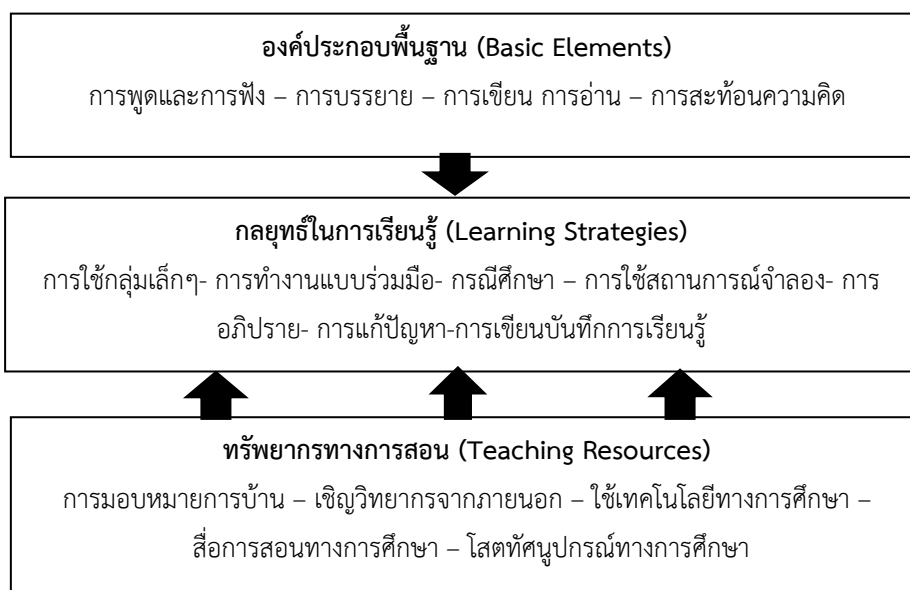 องค์ประกอบพื้นฐาน (Basic Elements)
การพูดและการฟัง – การบรรยาย – การเขียน การอ่าน – การสะท้อนความคิด
กลยุทธ์ในการเรียนรู้ (Learning Strategies)
การใช้กลุ่มเล็กๆ- การทำงานแบบร่วมมือ- กรณีศึกษา – การใช้สถานการณ์จำลอง- การ
อภิปราย- การแก้ปัญหา-การเขียนบันทึกการเรียนรู้
ทรัพยากรทางการสอน (Teaching Resources)
การมอบหมายการบ้าน – เชิญวิทยากรจากภายนอก – ใช้เทคโนโลยีทางการศึกษา –
สื่อการสอนทางการศึกษา – โสตทัศนูปกรณ์ทางการศึกษา